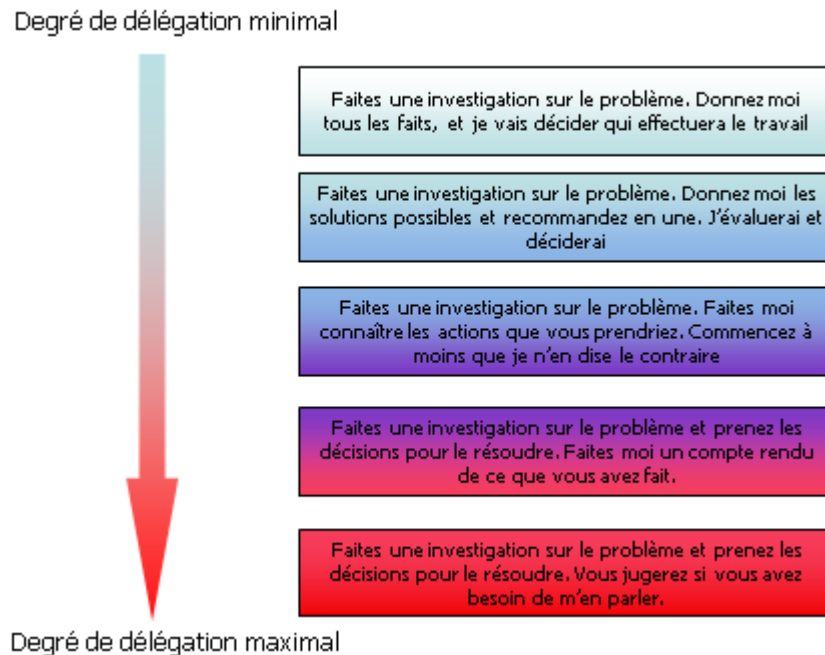 Degré de délégation minimal
Faites une investigation sur le problème. Donnez moi
tous les faits, et je vais décider qui effectuera le travail
Faites une investigation sur le problème. Donnez moi les
solutions possibles et recommandez en une. J'évaluerai et
déciderai
Faites une investigation sur le problème. Faites moi
connaître les actions que vous prendriez. Commencez à
moins que je n'en dise le contraire
Faites une investigation sur le problème et prenez les
décisions pour le résoudre. Faites moi un compte rendu
de ce que vous avez fait.
Faites une investigation sur le problème et prenez les
décisions pour le résoudre. Vous jugerez si vous avez
besoin de m'en parler.
Degré de délégation maximal